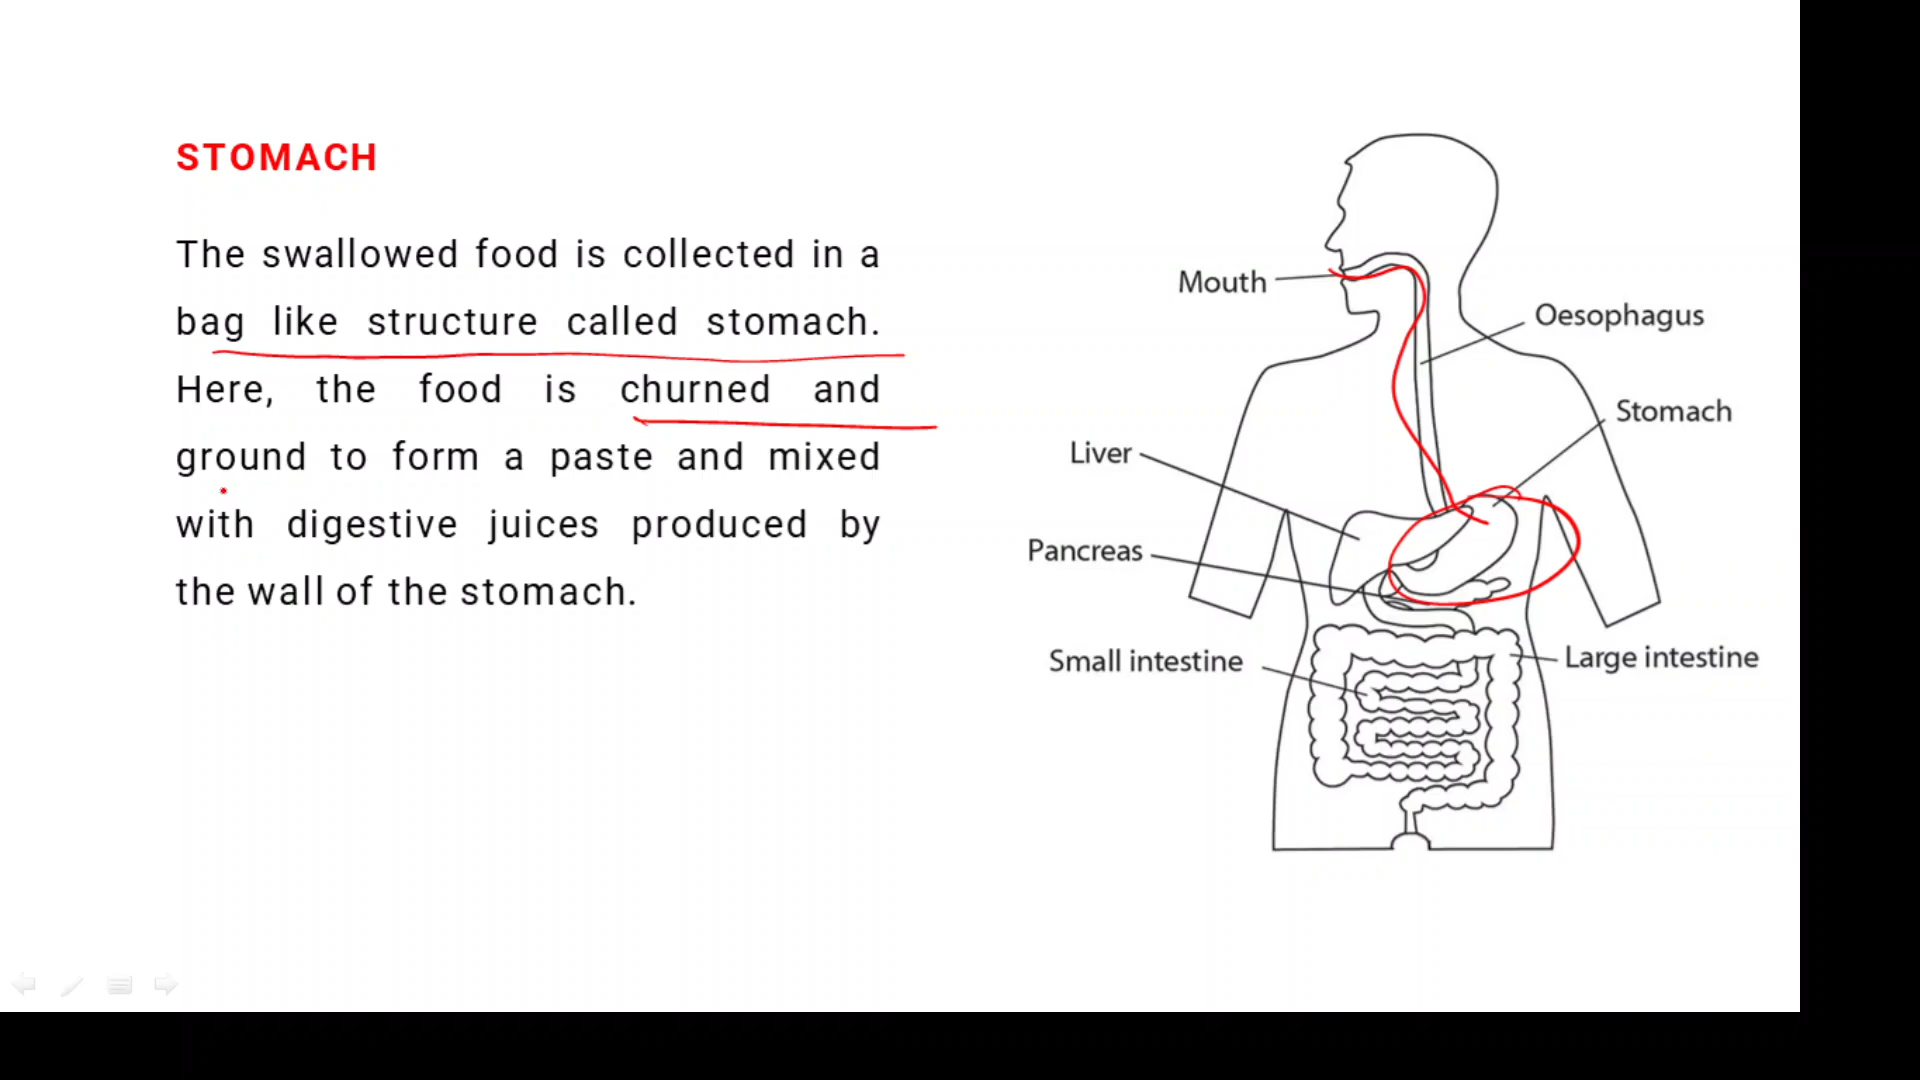 STOMACH
The swallowed food is collected in a
bag like structure called stomach.
Here, the food is churned and
ground to form a paste and mixed
with digestive juices produced by
the wall of the stomach.
Mouth
Oesophagus
Stomach
Liver
Pancreas
Small intestine
Large intestine